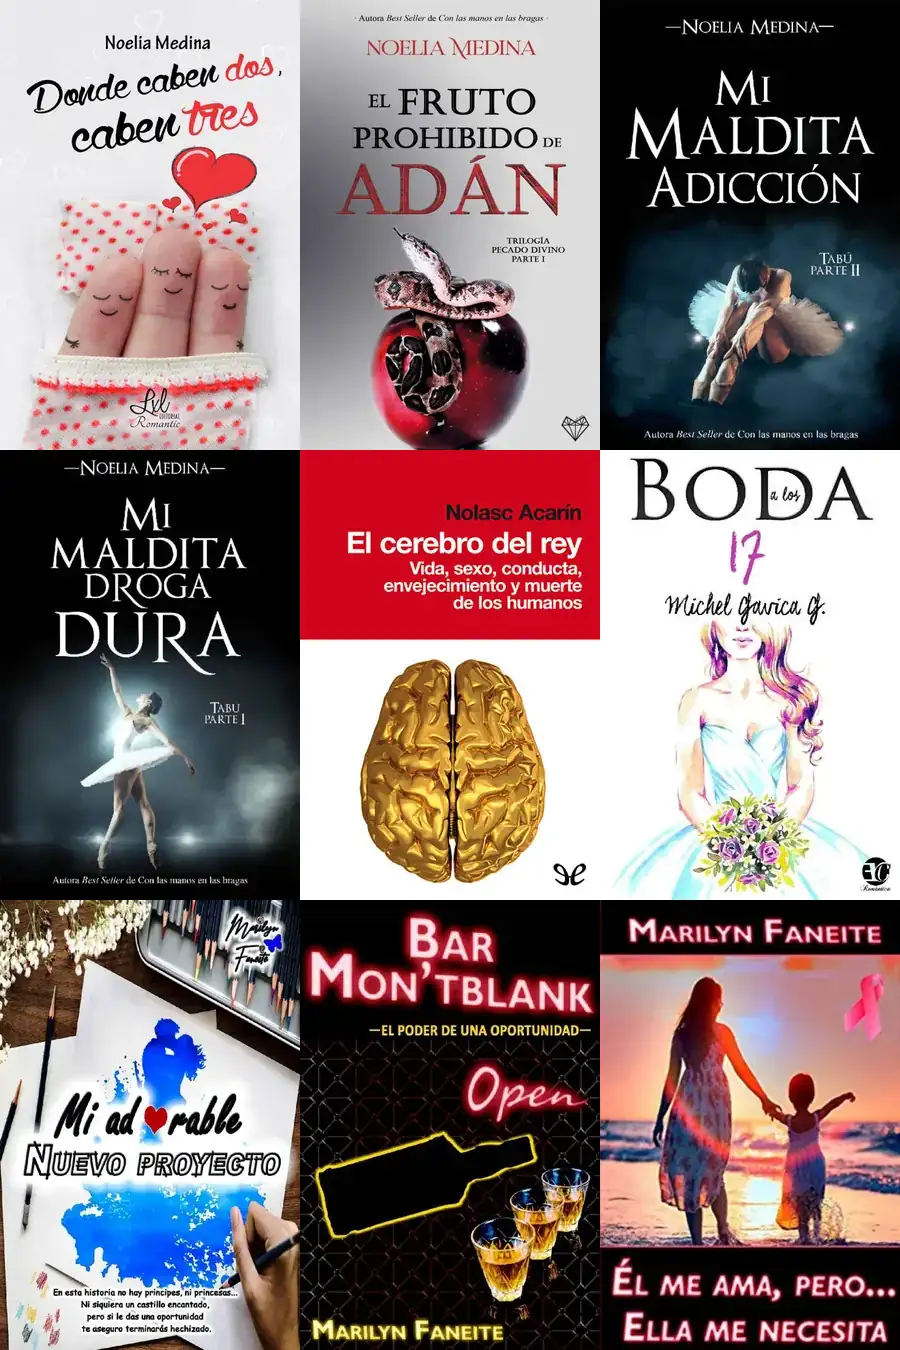 Noelia Medina
Donde caben dos,
caben tres
Lxl
EDITORIAL
Romantic
· Autora Best Seller de Con las manos en las bragas ·
NOELIA MEDINA
EL FRUTO
PROHIBIDO DE
ADÁN
TRILOGÍA
PECADO DIVINO
PARTE I
—NOELIA MEDINA—
MI
MALDITA
ADICCIÓN
TABÚ
PARTE II
Autora Best Seller de Con las manos en las bragas
—NOELIA MEDINA—
MI
MALDITA
DROGA
DURA
TABU
PARTE I
Autora Best Seller de Con las manos en las bragas
Nolasc Acarín
El cerebro del rey
Vida, sexo, conducta,
envejecimiento y muerte
de los humanos
BODA
a los
17
Michel Gavica G.
Romántica
Marilyn
Faneite
Mi adorable
NUEVO PROYECTO
En esta historia no hay príncipes, ni princesas...
Ni siquiera un castillo encantado,
pero si le das una oportunidad
te aseguro terminarás hechizado.
BAR
MON'TBLANK
—EL PODER DE UNA OPORTUNIDAD—
Open
MARILYN FANEITE
MARILYN FANEITE
ÉL ME AMA, PERO...
ELLA ME NECESITA